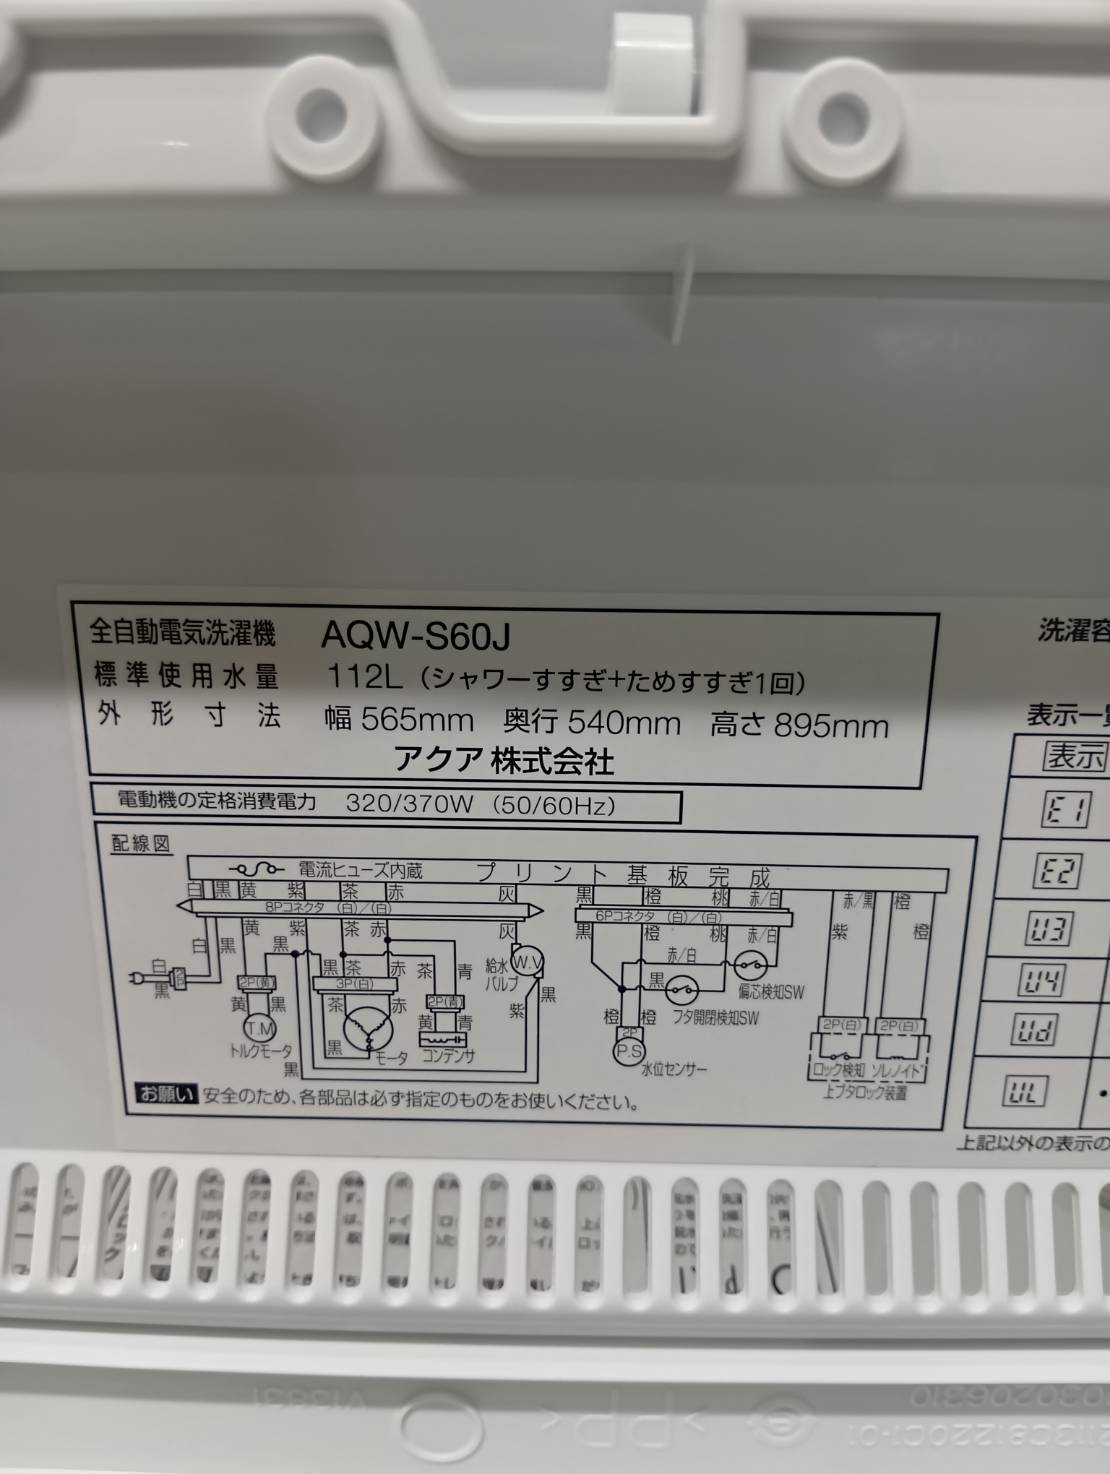 全自動電気洗濯機 AQW-S60J
標準使用水量 112L（シャワーすすぎ+ためすすぎ1回）
外形寸法 幅 565mm 奥行 540mm 高さ 895mm
アクア 株式会社
電動機の定格消費電力 320/370W（50/60Hz）
配線図
電流ヒューズ内蔵 プリント基板完成
白 黒 黄 紫 茶 赤 灰 黒 橙 桃 赤/白 赤/黒 橙
8Pコネクタ （白）/（白） 6Pコネクタ （白）/（白）
黄 紫 茶 赤 灰 黒 橙 桃 赤/白 紫 橙
白 黒 黒 赤/白
白 黒 黒 茶 赤 茶 青 給水バルブ W.V 黒 偏芯検知SW
2P(黄) 3P(白) 2P(青) 紫 黒
黄 黒 茶 赤 黄 青 橙 橙 フタ開閉検知SW 2P(白) 2P(白)
T.M 2P
トルクモータ 黒 モータ コンデンサ P.S 水位センサー ロック検知 ソレノイド
黒 上ブタロック装置
お願い 安全のため、各部品は必ず指定のものをお使いください。
洗濯容
表示一
表示
E1
E2
U3
U4
Ud
UL
上記以外の表示の